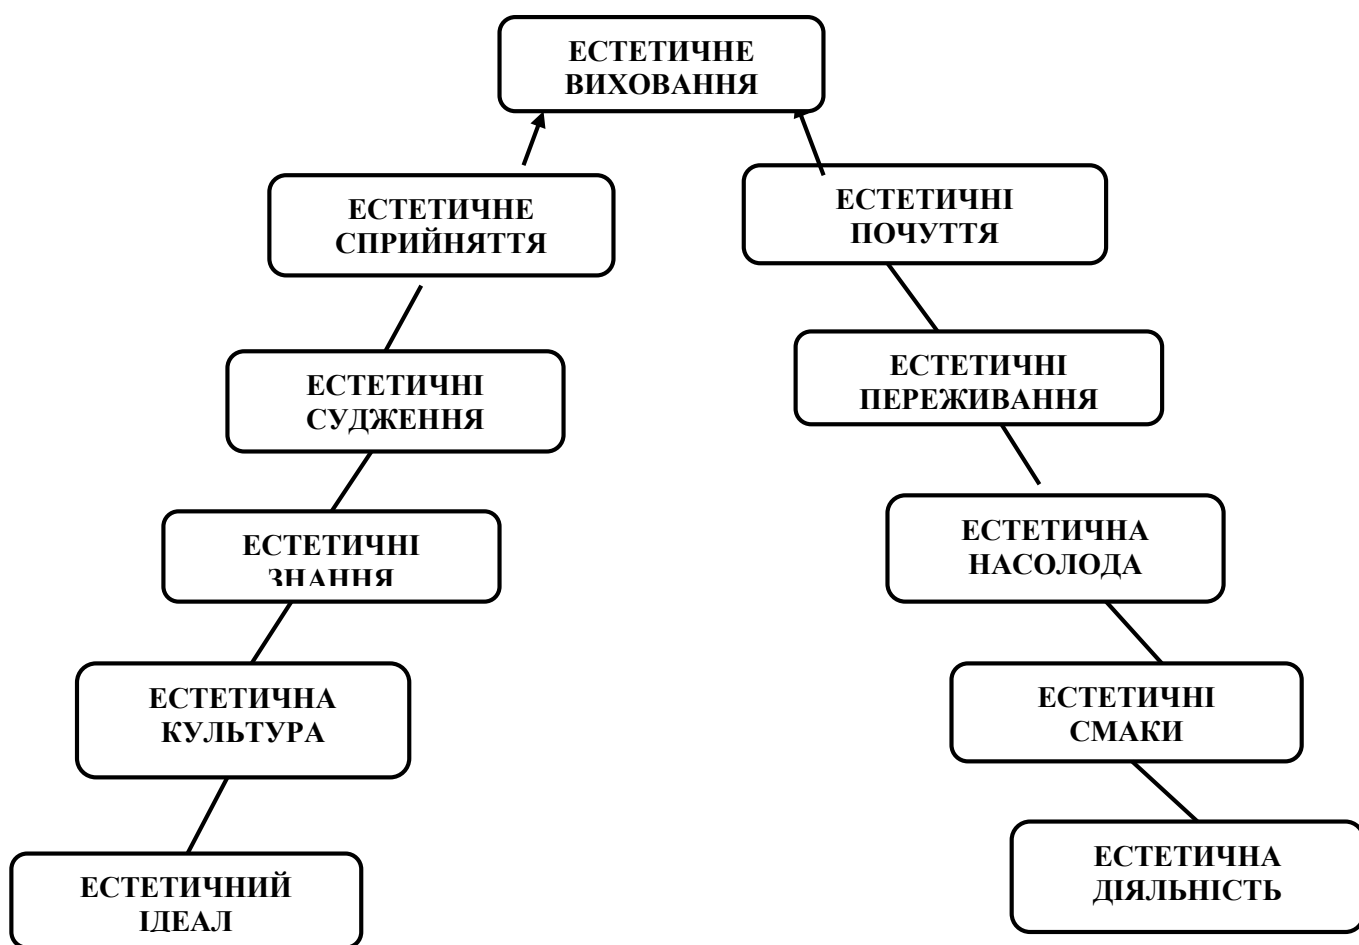 ЕСТЕТИЧНЕ
ВИХОВАННЯ
ЕСТЕТИЧНЕ
СПРИЙНЯТТЯ
ЕСТЕТИЧНІ
ПОЧУТТЯ
ЕСТЕТИЧНІ
СУДЖЕННЯ
ЕСТЕТИЧНІ
ПЕРЕЖИВАННЯ
ЕСТЕТИЧНІ
ЗНАННЯ
ЕСТЕТИЧНА
НАСОЛОДА
ЕСТЕТИЧНА
КУЛЬТУРА
ЕСТЕТИЧНІ
СМАКИ
ЕСТЕТИЧНИЙ
ІДЕАЛ
ЕСТЕТИЧНА
ДІЯЛЬНІСТЬ